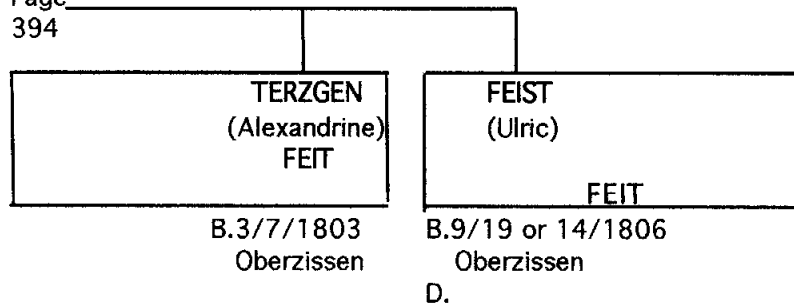 Page
394
TERZGEN
(Alexandrine)
FEIT
B.3/7/1803
Oberzissen
FEIST
(Ulric)
FEIT
B.9/19 or 14/1806
Oberzissen
D.